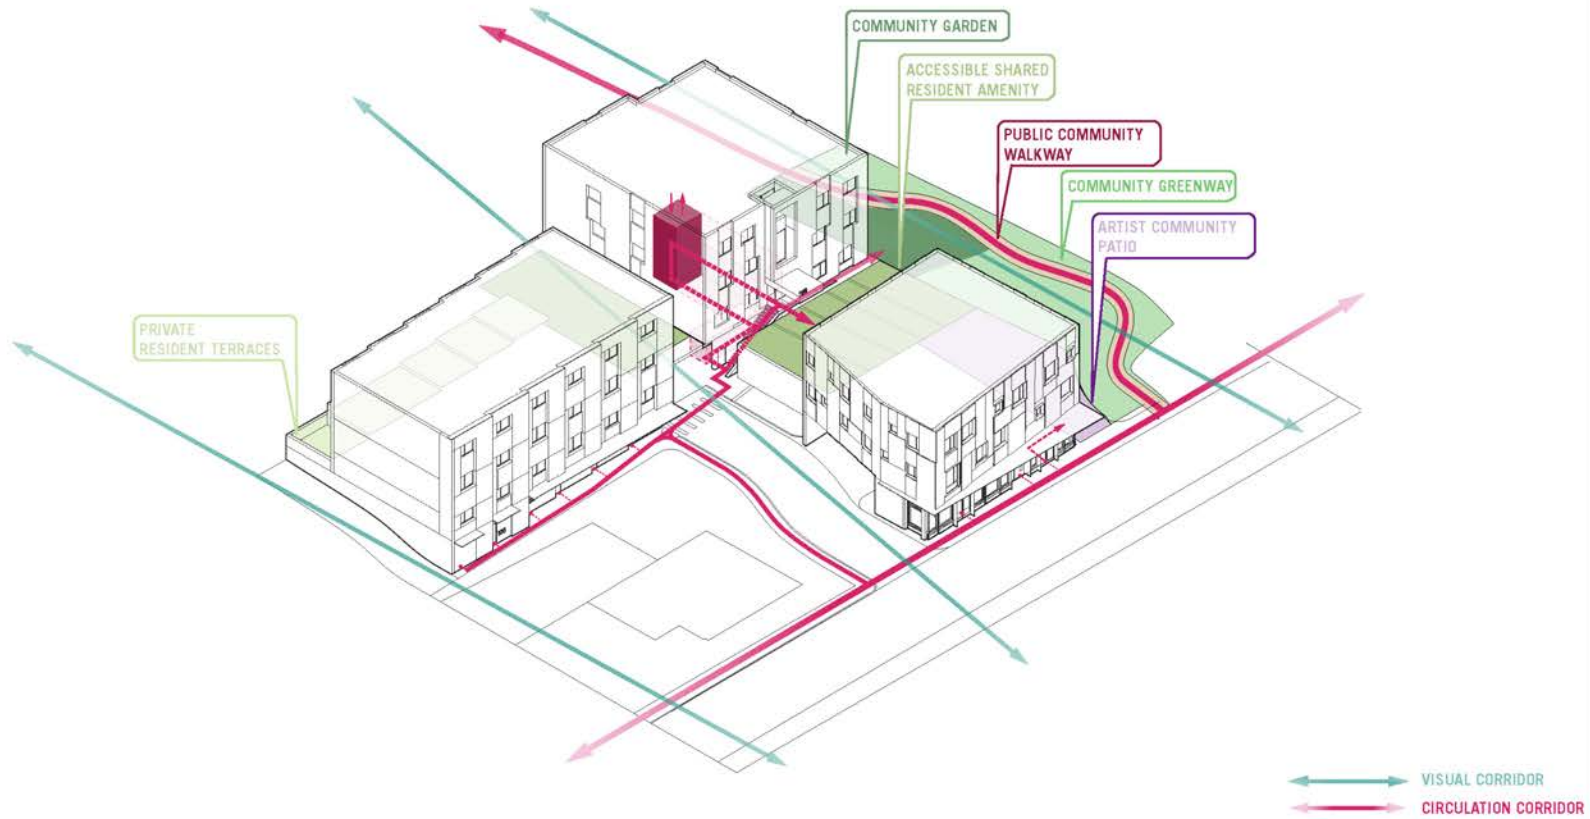 COMMUNITY GARDEN
ACCESSIBLE SHARED
RESIDENT AMENITY
PUBLIC COMMUNITY
WALKWAY
COMMUNITY GREENWAY
ARTIST COMMUNITY
PATIO
PRIVATE
RESIDENT TERRACES
VISUAL CORRIDOR
CIRCULATION CORRIDOR